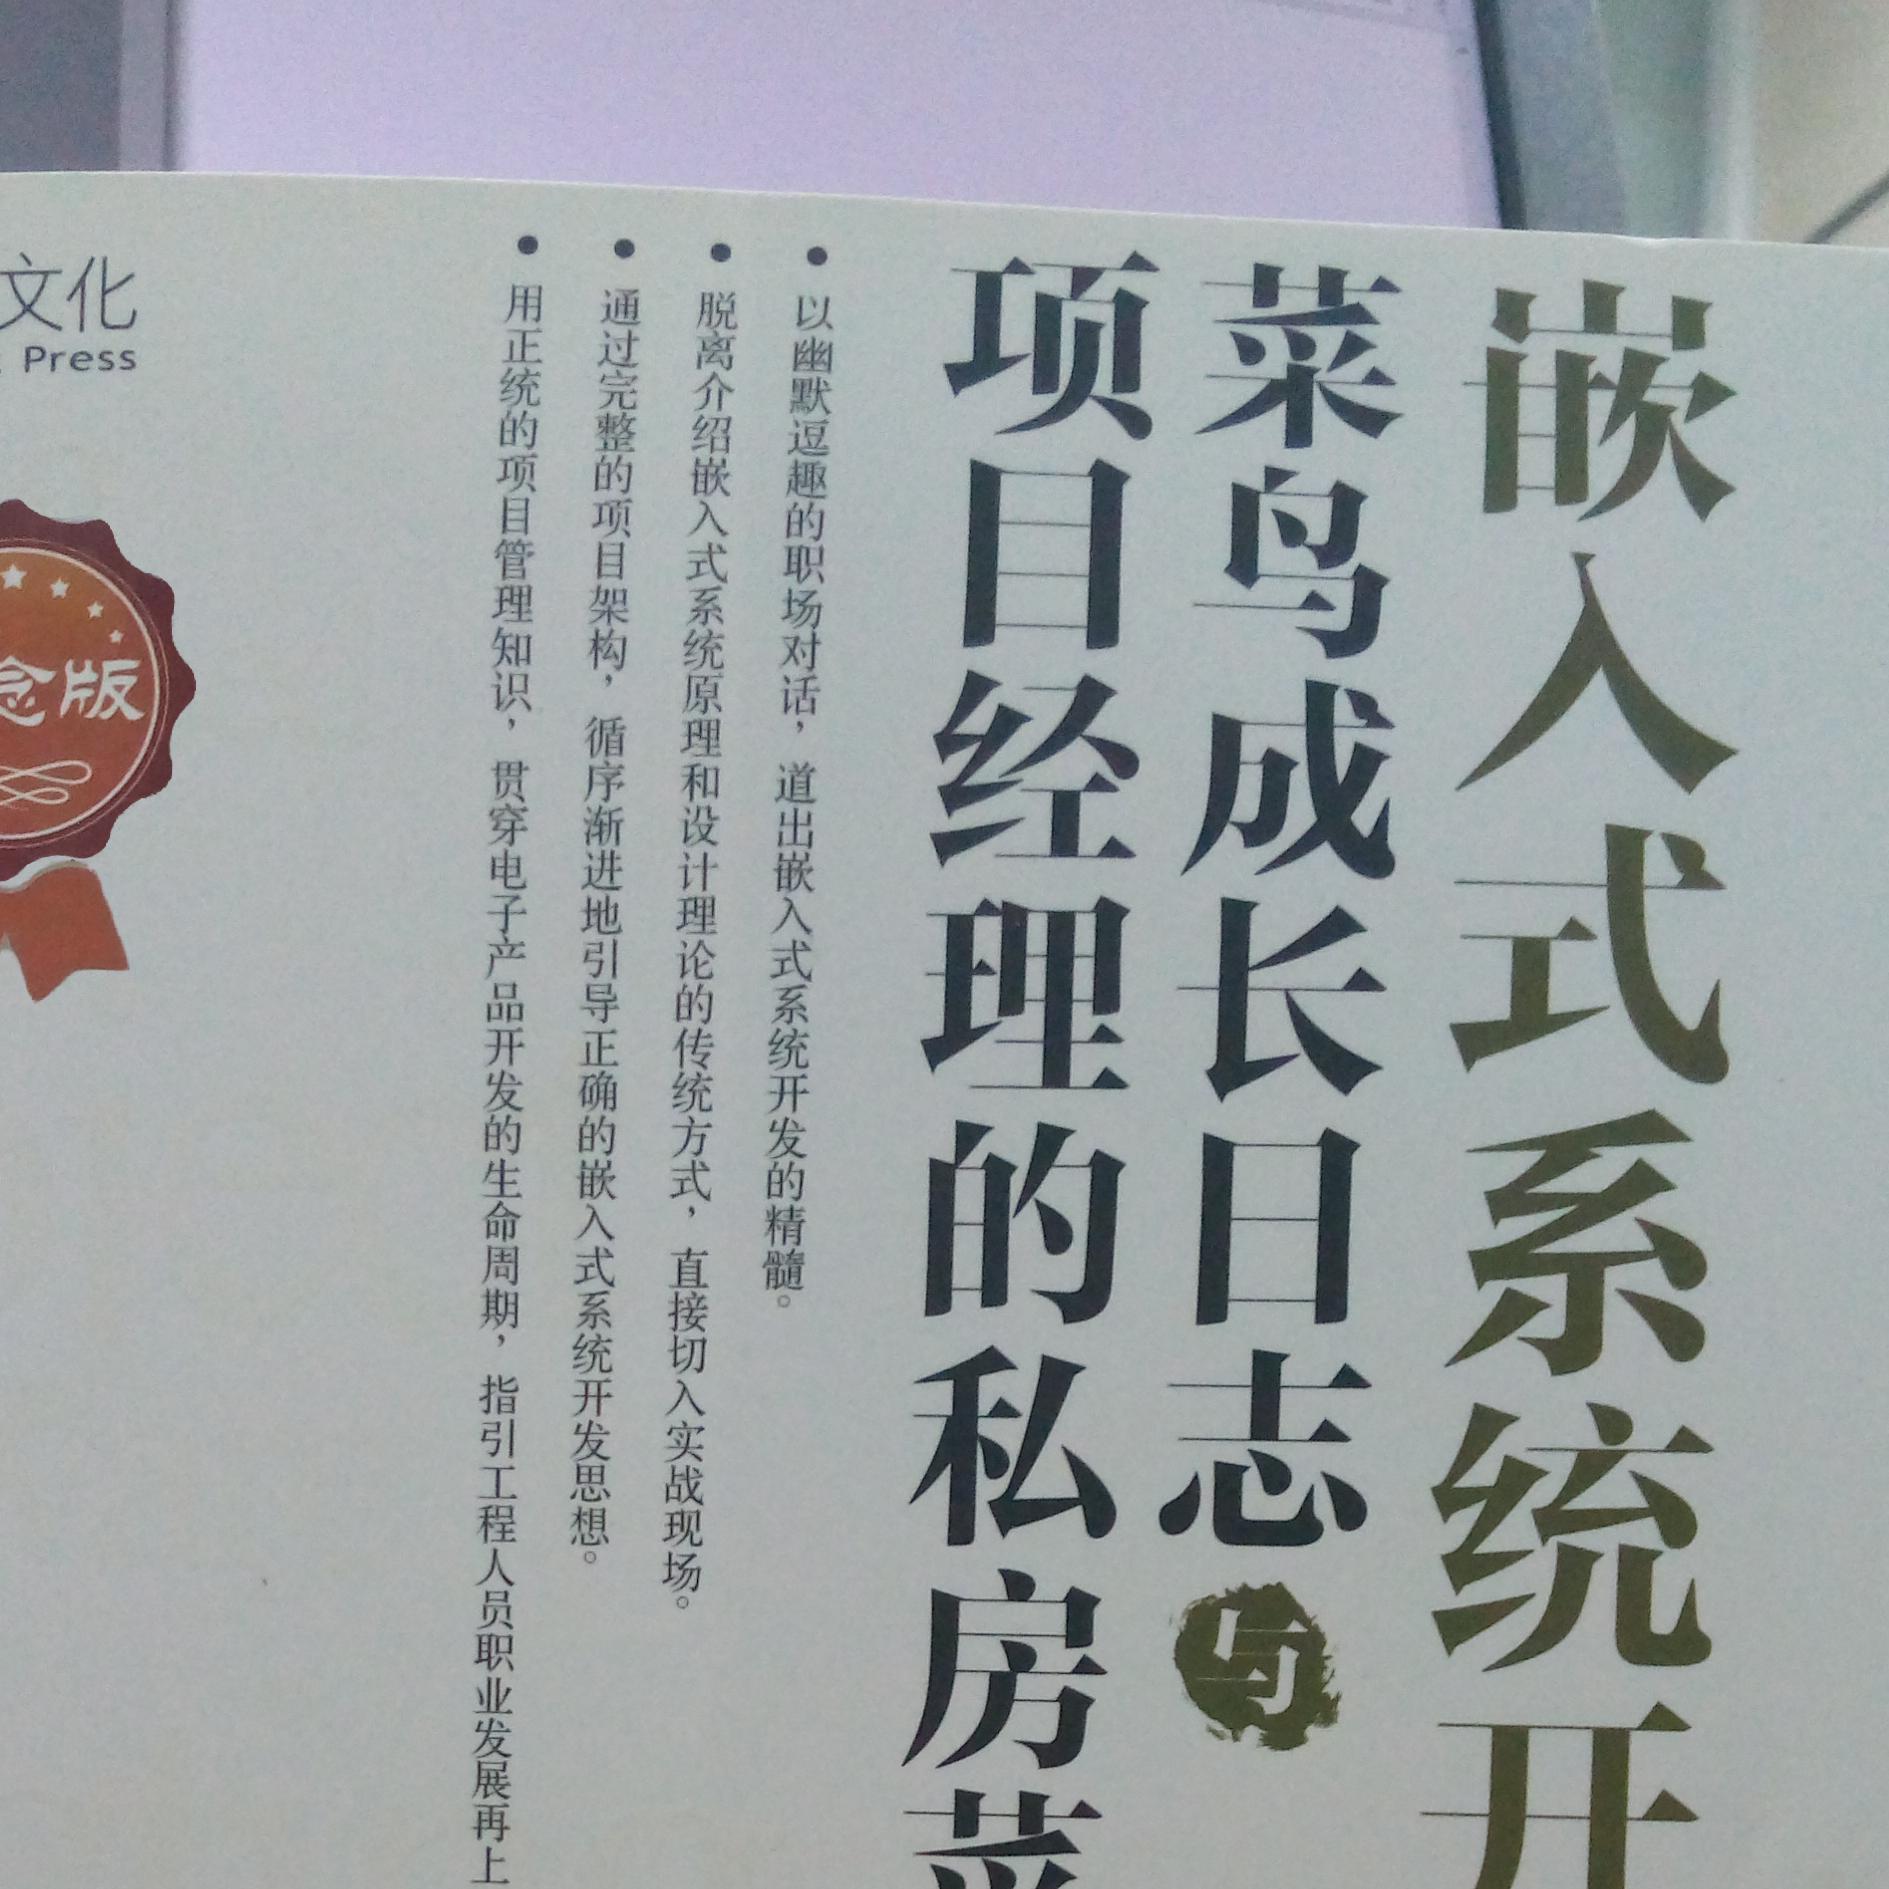 嵌入式系统开
菜鸟成长日志与
项目经理的私房菜
● 以幽默逗趣的职场对话，道出嵌入式系统开发的精髓。
● 脱离介绍嵌入式系统原理和设计理论的传统方式，直接切入实战现场。
● 通过完整的项目架构，循序渐进地引导正确的嵌入式系统开发思想。
● 用正统的项目管理知识，贯穿电子产品开发的生命周期，指引工程人员职业发展再上
文化
Press
念版